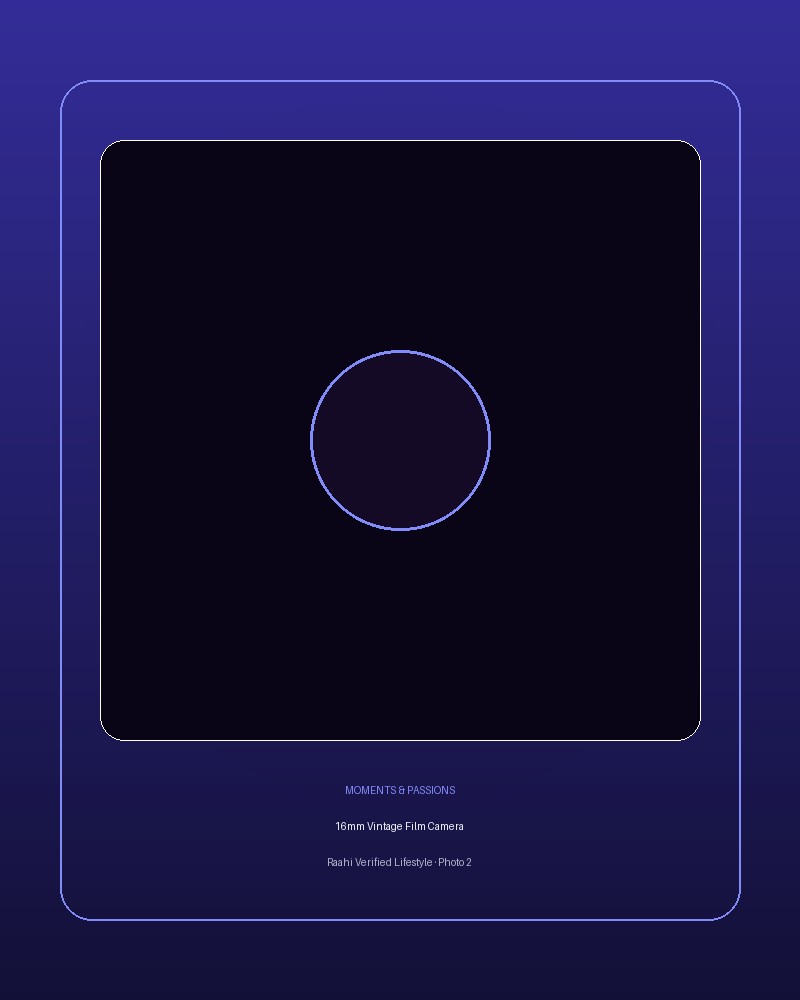 MOMENTS & PASSIONS
16mm Vintage Film Camera
Raahi Verified Lifestyle · Photo 2